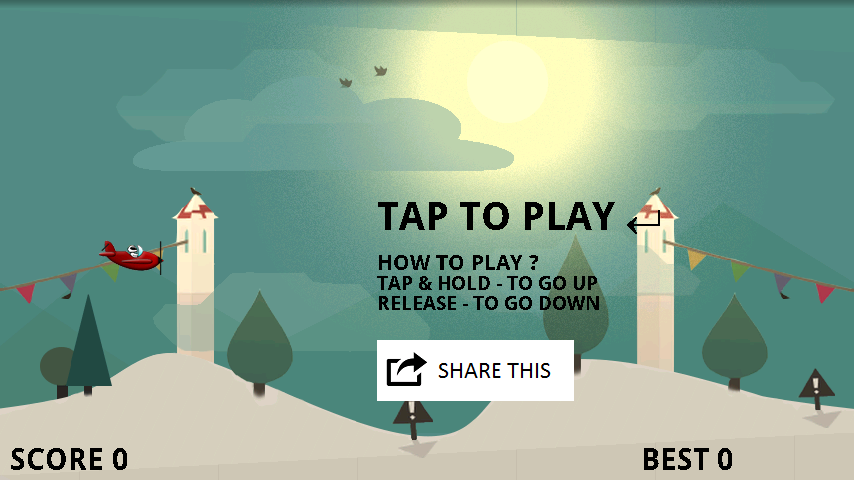 TAP TO PLAY
HOW TO PLAY ?
TAP & HOLD - TO GO UP
RELEASE - TO GO DOWN
SHARE THIS
SCORE 0
BEST 0